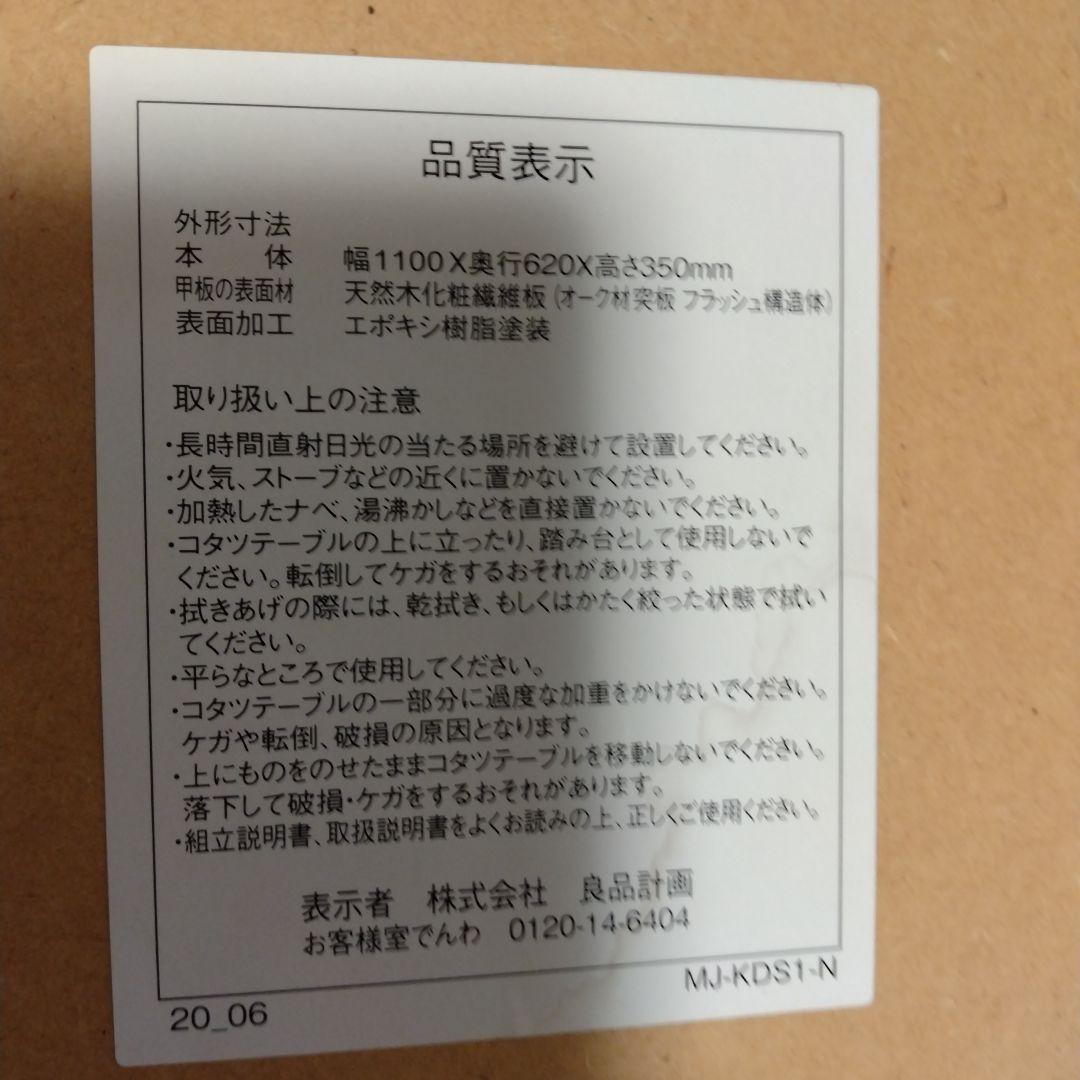 品質表示
外形寸法
本 体 幅1100X奥行620X高さ350mm
甲板の表面材 天然木化粧繊維板(オーク材突板 フラッシュ構造体)
表面加工 エポキシ樹脂塗装
取り扱い上の注意
・長時間直射日光の当たる場所を避けて設置してください。
・火気、ストーブなどの近くに置かないでください。
・加熱したナベ、湯沸かしなどを直接置かないでください。
・コタツテーブルの上に立ったり、踏み台として使用しないで
ください。転倒してケガをするおそれがあります。
・拭きあげの際には、乾拭き、もしくはかたく絞った状態で拭い
てください。
・平らなところで使用してください。
・コタツテーブルの一部分に過度な加重をかけないでください。
ケガや転倒、破損の原因となります。
・上にものをのせたままコタツテーブルを移動しないでください。
落下して破損・ケガをするおそれがあります。
・組立説明書、取扱説明書をよくお読みの上、正しくご使用ください。
表示者 株式会社 良品計画
お客様室でんわ 0120-14-6404
MJ-KDS1-N
20_06